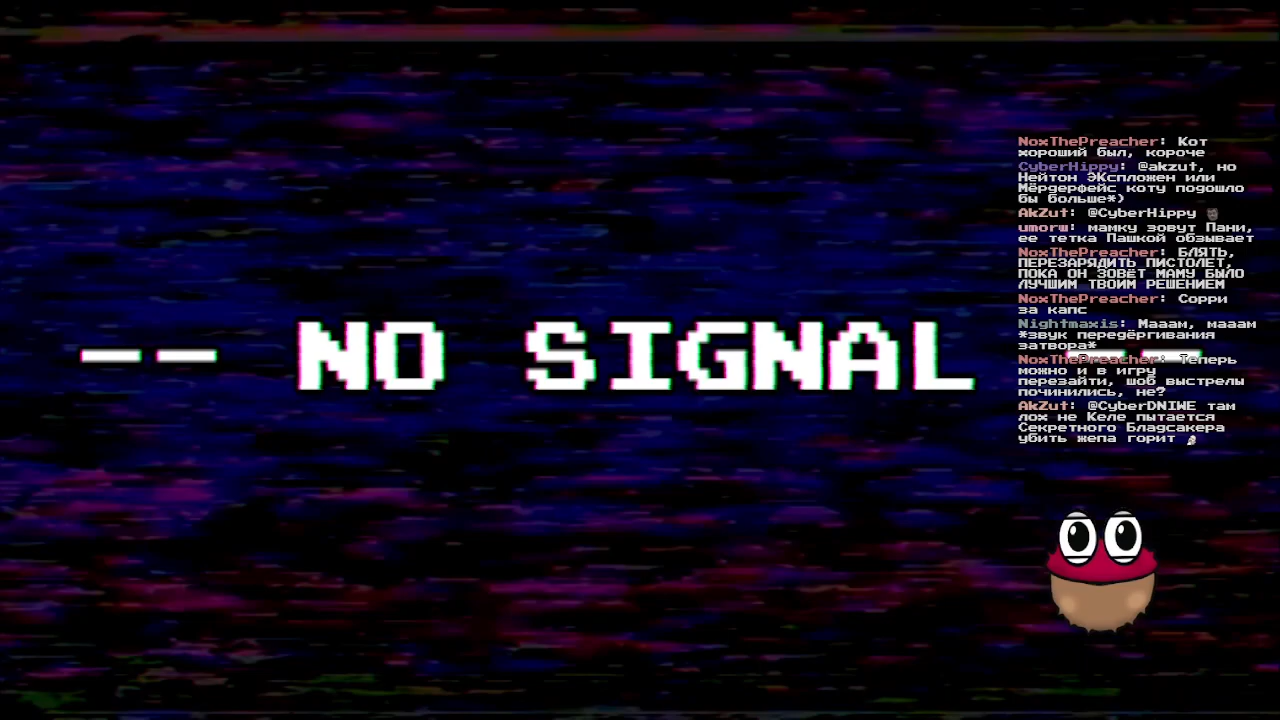 -- NO SIGNAL --
NoxThePreacher: Кот
хороший был, короче
CyberHippy: @akzut, но
Нейтон ЭКспложен или
Мёрдерфейс коту подошло
бы больше*)
AkZut: @CyberHippy
umorw: мамку зовут Пани,
ее тетка Пашкой обзывает
NoxThePreacher: БЛЯТЬ,
ПЕРЕЗАРЯДИТЬ ПИСТОЛЕТ,
ПОКА ОН ЗОВЁТ МАМУ БЫЛО
ЛУЧШИМ ТВОИМ РЕШЕНИЕМ
NoxThePreacher: Сорри
за капс
Nightmaxis: Мааам, мааам
*звук передёргивания
затвора*
NoxThePreacher: Теперь
можно и в игру
перезайти, шоб выстрелы
починились, не?
AkZut: @CyberDNIWE там
лох не Келе пытается
Секретного Бладсакера
убить жепа горит